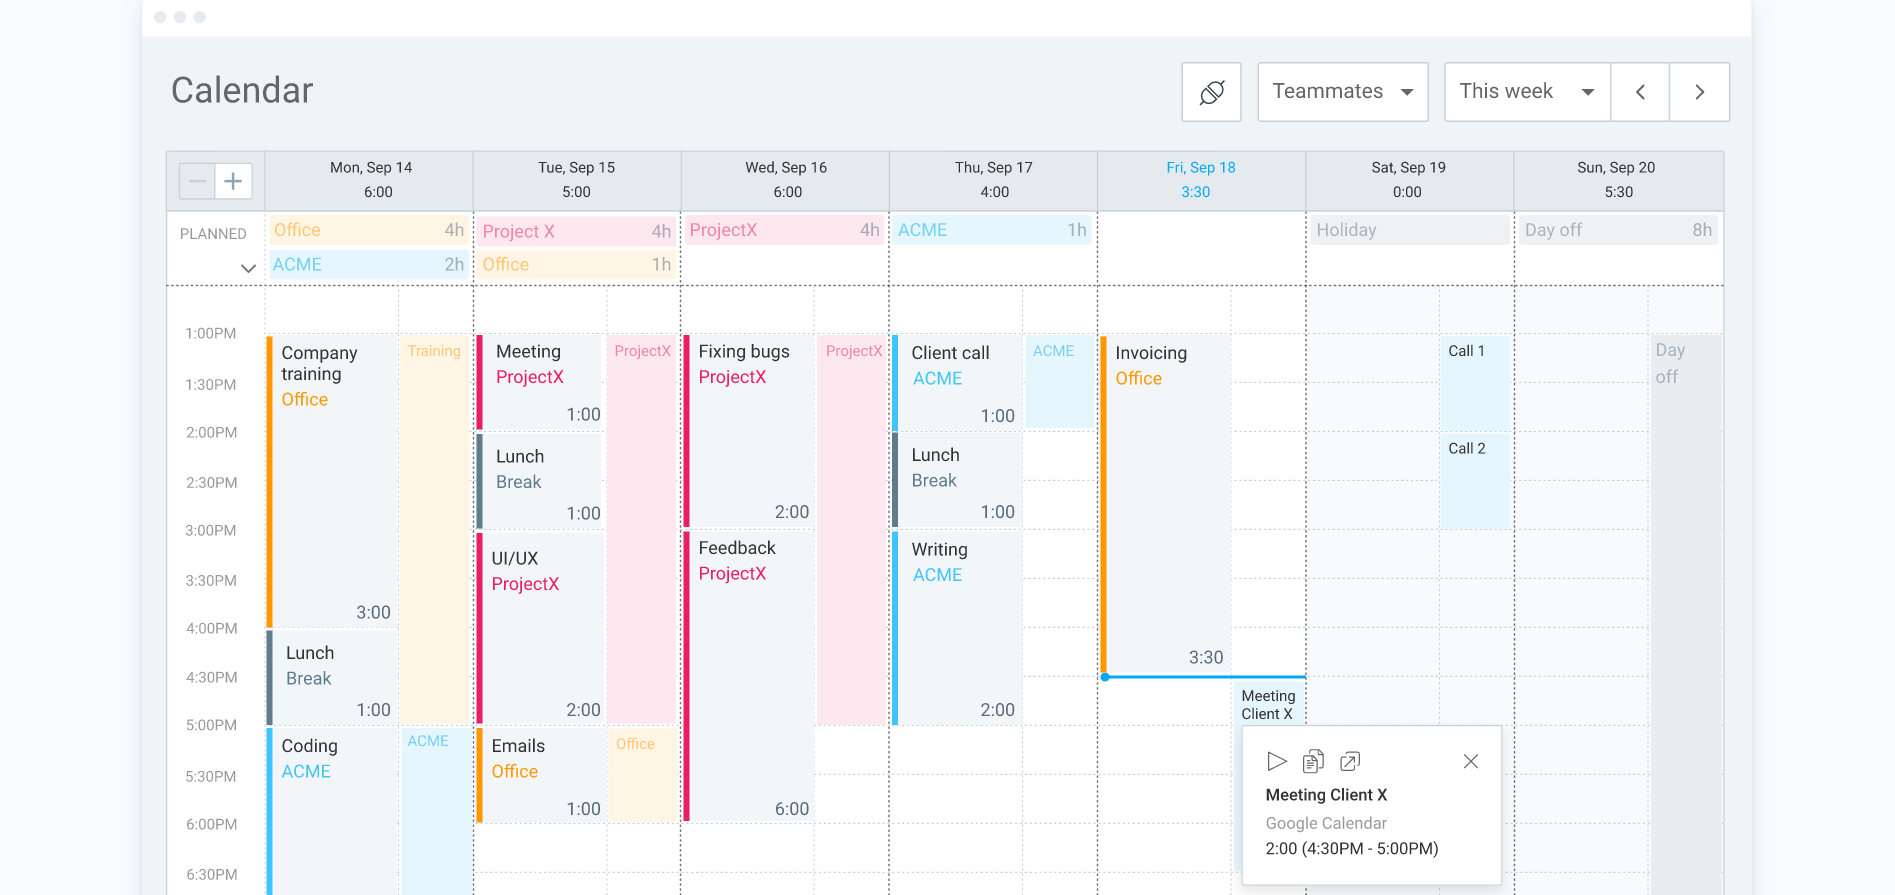 Calendar
Teammates
This week
Mon, Sep 14
6:00
Tue, Sep 15
5:00
Wed, Sep 16
6:00
Thu, Sep 17
4:00
Fri, Sep 18
3:30
Sat, Sep 19
0:00
Sun, Sep 20
5:30
PLANNED
Office 4h
ACME 2h
Project X 4h
Office 1h
ProjectX 4h
ACME 1h
Holiday
Day off 8h
1:00PM
1:30PM
2:00PM
2:30PM
3:00PM
3:30PM
4:00PM
4:30PM
5:00PM
5:30PM
6:00PM
6:30PM
Company
training
Office
3:00
Lunch
Break
1:00
Coding
ACME
Training
ACME
Meeting
ProjectX
1:00
Lunch
Break
1:00
UI/UX
ProjectX
2:00
Emails
Office
1:00
ProjectX
Office
Fixing bugs
ProjectX
2:00
Feedback
ProjectX
6:00
ProjectX
Client call
ACME
1:00
Lunch
Break
1:00
Writing
ACME
2:00
ACME
Invoicing
Office
3:30
Meeting
Client X
Call 1
Call 2
Day
off
Meeting Client X
Google Calendar
2:00 (4:30PM - 5:00PM)